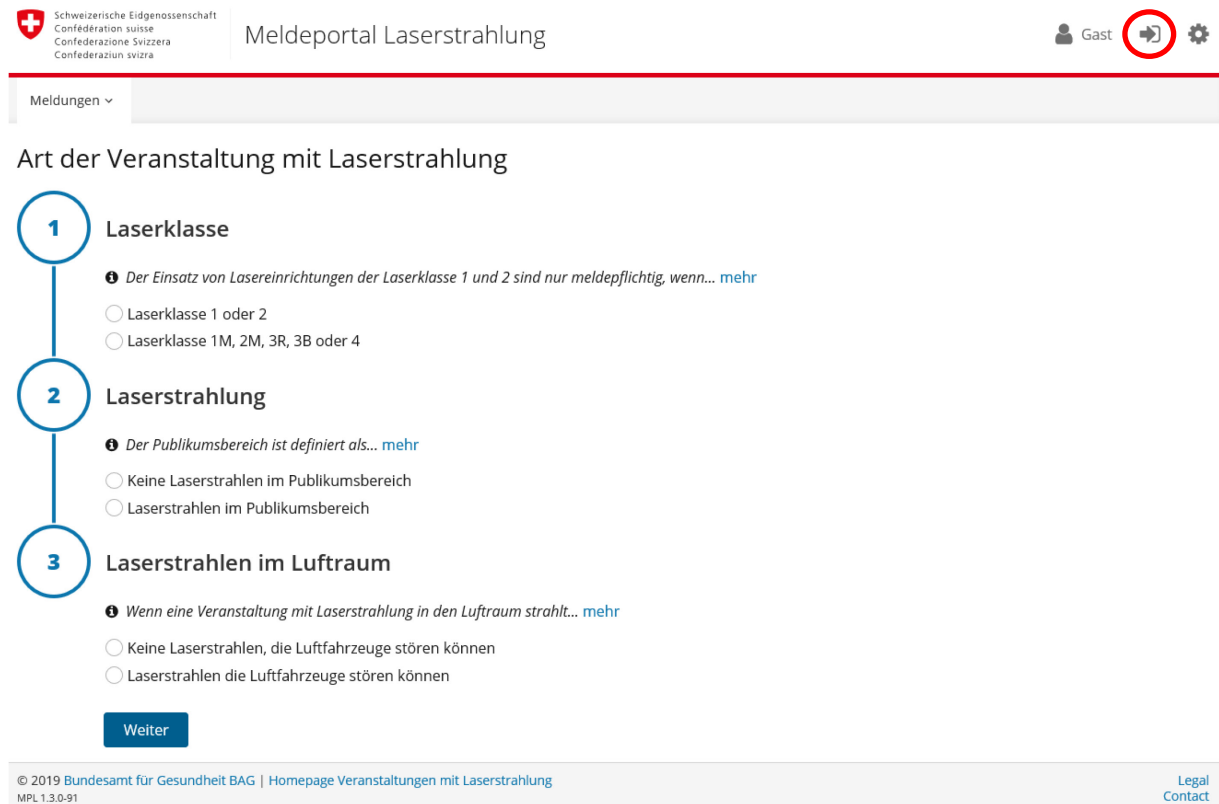 Schweizerische Eidgenossenschaft
Confédération suisse
Confederazione Svizzera
Confederaziun svizra
Meldeportal Laserstrahlung
Gast
Meldungen
Art der Veranstaltung mit Laserstrahlung
1
Laserklasse
Der Einsatz von Lasereinrichtungen der Laserklasse 1 und 2 sind nur meldepflichtig, wenn... mehr
Laserklasse 1 oder 2
Laserklasse 1M, 2M, 3R, 3B oder 4
2
Laserstrahlung
Der Publikumsbereich ist definiert als... mehr
Keine Laserstrahlen im Publikumsbereich
Laserstrahlen im Publikumsbereich
3
Laserstrahlen im Luftraum
Wenn eine Veranstaltung mit Laserstrahlung in den Luftraum strahlt... mehr
Keine Laserstrahlen, die Luftfahrzeuge stören können
Laserstrahlen die Luftfahrzeuge stören können
Weiter
© 2019 Bundesamt für Gesundheit BAG | Homepage Veranstaltungen mit Laserstrahlung
MPL 1.3.0-91
Legal
Contact